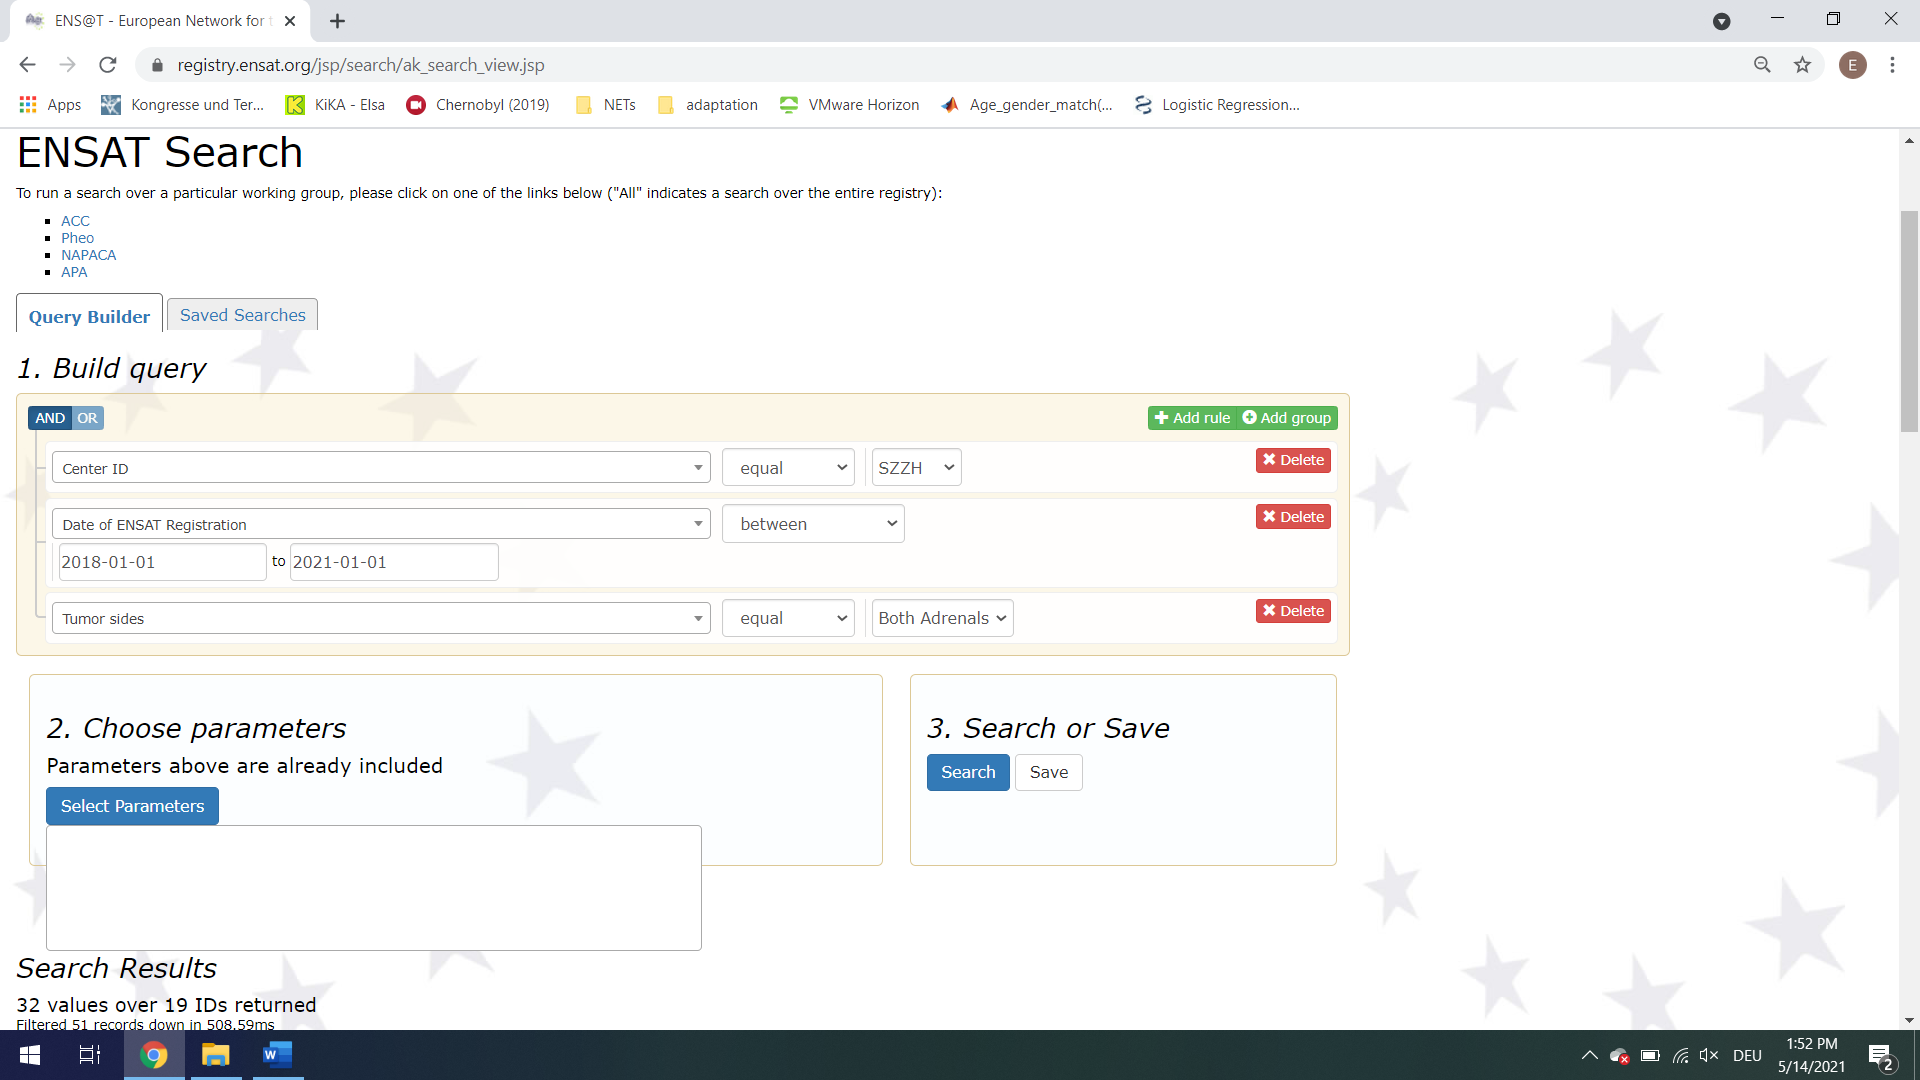 ENS@T - European Network for t
registry.ensat.org/jsp/search/ak_search_view.jsp
E
Apps Kongresse und Ter... KiKA - Elsa Chernobyl (2019) NETs adaptation VMware Horizon Age_gender_match(... Logistic Regression...
ENSAT Search
To run a search over a particular working group, please click on one of the links below ("All" indicates a search over the entire registry):
ACC
Pheo
NAPACA
APA
Query Builder Saved Searches
1. Build query
AND OR Add rule Add group
Center ID equal SZZH Delete
Date of ENSAT Registration between Delete
2018-01-01 to 2021-01-01
Tumor sides equal Both Adrenals Delete
2. Choose parameters
Parameters above are already included
Select Parameters
3. Search or Save
Search Save
Search Results
32 values over 19 IDs returned
Filtered 51 records down in 508.59ms
DEU
1:52 PM
5/14/2021
2